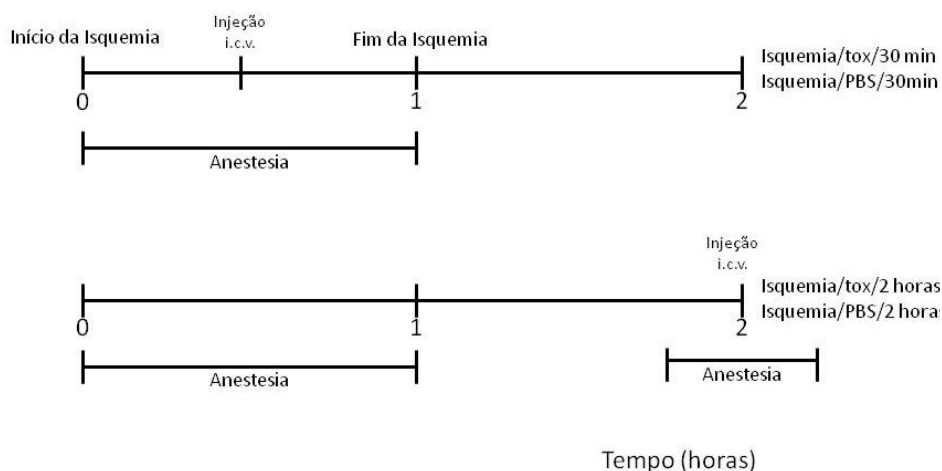 Injeção
i.c.v.
Início da Isquemia
Fim da Isquemia
Isquemia/tox/30 min
Isquemia/PBS/30min
0
1
2
Anestesia
Injeção
i.c.v.
Isquemia/tox/2 horas
Isquemia/PBS/2 horas
0
1
2
Anestesia
Anestesia
Tempo (horas)